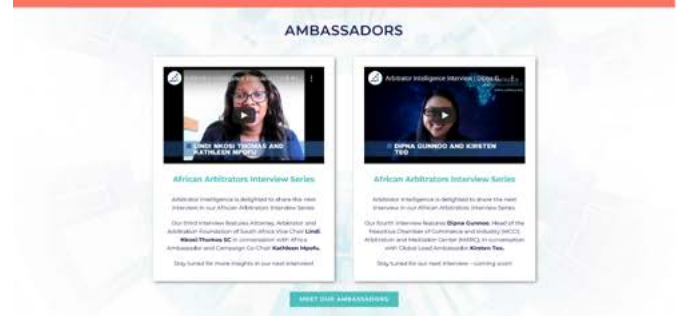 AMBASSADORS
LINDI NKOSI THOMAS AND
KATHLEEN MPOFU
African Arbitrators Interview Series
Arbitrator Intelligence is delighted to share the next
interview in our African Arbitrators Interview Series
Our third interview features Attorney, Arbitrator and
Arbitration Foundation of South Africa Vice Chair Lindi
Nkosi-Thomas SC in conversation with Africa
Ambassador and Campaign Co-Chair Kathleen Mpofu.
Stay tuned for more insights in our next interview!
Arbitrator Intelligence Interview | Dipna G...
DIPNA GUNNOO AND KIRSTEN
TEO
African Arbitrators Interview Series
Arbitrator Intelligence is delighted to share the next
interview in our African Arbitrators Interview Series.
Our fourth interview features Dipna Gunnoo, Head of the
Mauritius Chamber of Commerce and Industry (MCCI)
Arbitration and Mediation Center (MARC), in conversation
with Global Lead Ambassador Kirsten Teo.
Stay tuned for our next interview – coming soon!
MEET OUR AMBASSADORS